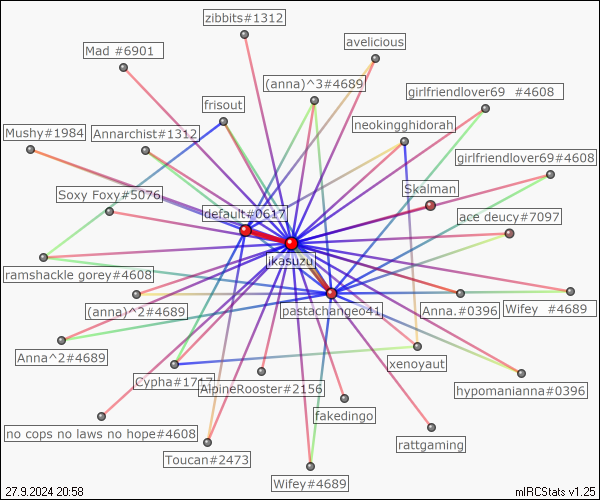 zibbits#1312
avelicious
Mad #6901
(anna)^3#4689
girlfriendlover69 #4608
frisout
neokingghidorah
Mushy#1984
Annarchist#1312
girlfriendlover69#4608
Soxy Foxy#5076
Skalman
default#0617
ace deucy#7097
jikasuzu
ramshackle gorey#4608
(anna)^2#4689
pastachangeo41
Anna.#0396
Wifey #4689
Anna^2#4689
xenoyaut
Cypha#1717
AlpineRooster#2156
hypomanianna#0396
fakedingo
no cops no laws no hope#4608
rattgaming
Toucan#2473
Wifey#4689
27.9.2024 20:58
mIRCStats v1.25